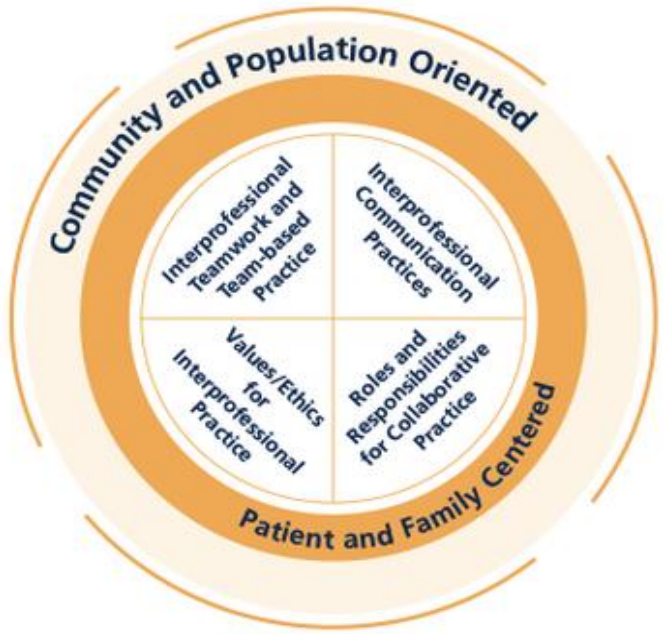 Community and Population Oriented
Interprofessional
Teamwork and
Team-based
Practice
Interprofessional
Communication
Practices
Values/Ethics
for
Interprofessional
Practice
Roles and
Responsibilities
for Collaborative
Practice
Patient and Family Centered